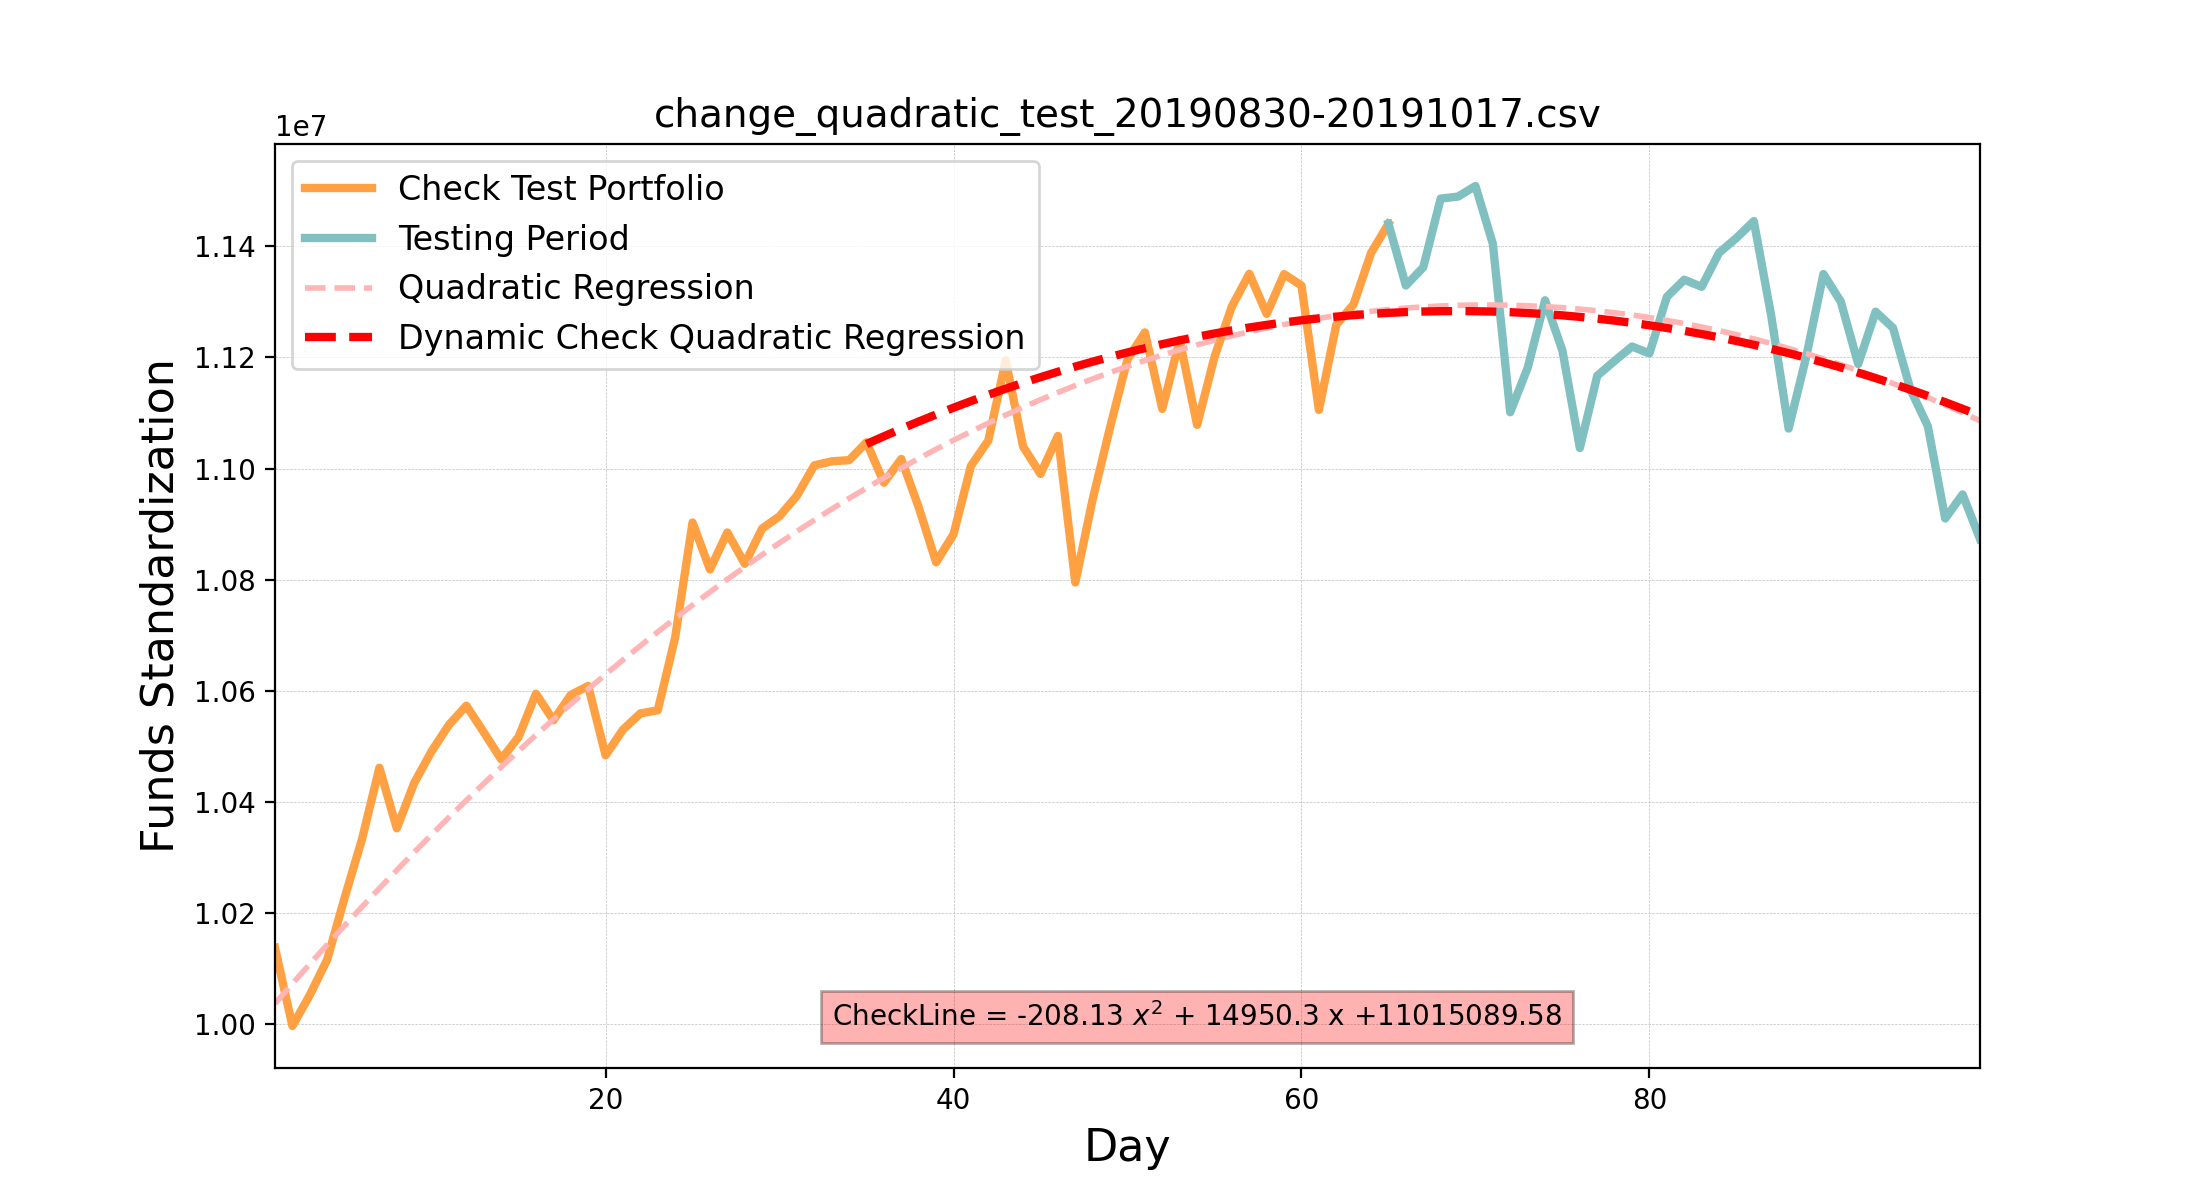 change_quadratic_test_20190830-20191017.csv
1e7
Check Test Portfolio
Testing Period
Quadratic Regression
Dynamic Check Quadratic Regression
1.14
1.12
1.10
1.08
1.06
1.04
1.02
1.00
Funds Standardization
CheckLine = -208.13 x² + 14950.3 x +11015089.58
20 40 60 80
Day